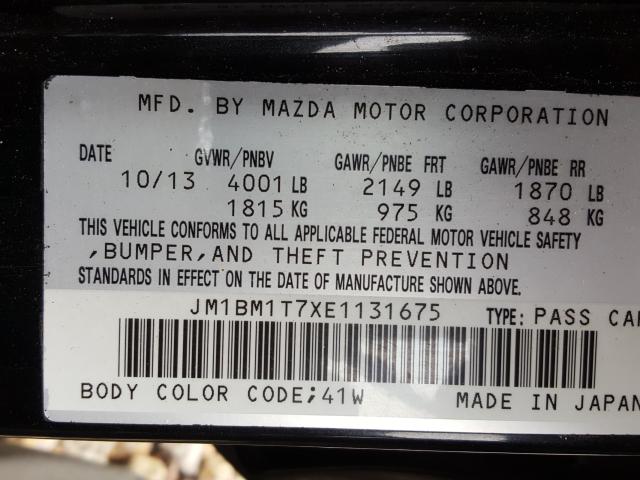 MFD. BY MAZDA MOTOR CORPORATION
DATE GVWR/PNBV GAWR/PNBE FRT GAWR/PNBE RR
10/13 4001 LB 2149 LB 1870 LB
1815 KG 975 KG 848 KG
THIS VEHICLE CONFORMS TO ALL APPLICABLE FEDERAL MOTOR VEHICLE SAFETY
,BUMPER,AND THEFT PREVENTION
STANDARDS IN EFFECT ON THE DATE OF MANUFACTURE SHOWN ABOVE.
JM1BM1T7XE1131675 TYPE: PASS CAR
BODY COLOR CODE;41W MADE IN JAPAN